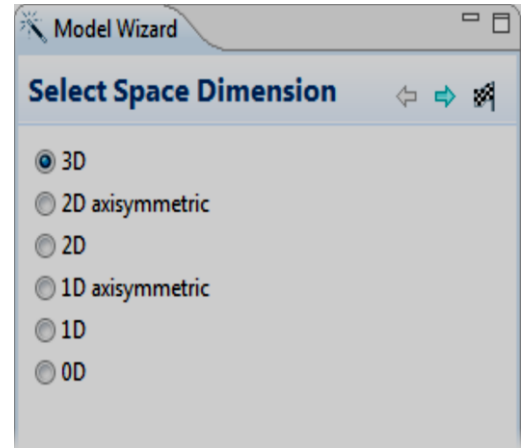 Model Wizard
Select Space Dimension
3D
2D axisymmetric
2D
1D axisymmetric
1D
0D